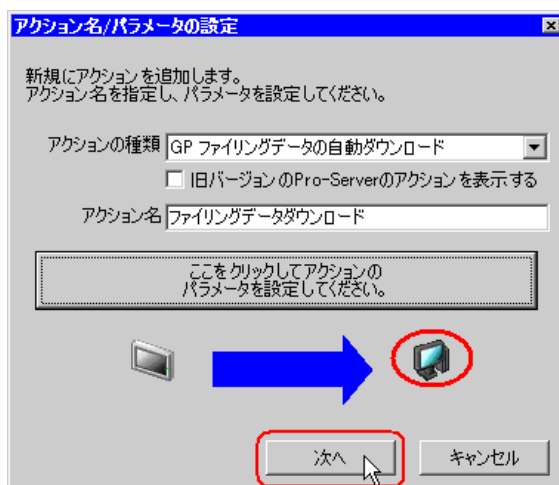 アクション名/パラメータの設定
新規にアクションを追加します。
アクション名を指定し、パラメータを設定してください。
アクションの種類 GP ファイリングデータの自動ダウンロード
旧バージョンのPro-Serverのアクションを表示する
アクション名 ファイリングデータダウンロード
ここをクリックしてアクションの
パラメータを設定してください。
次へ キャンセル